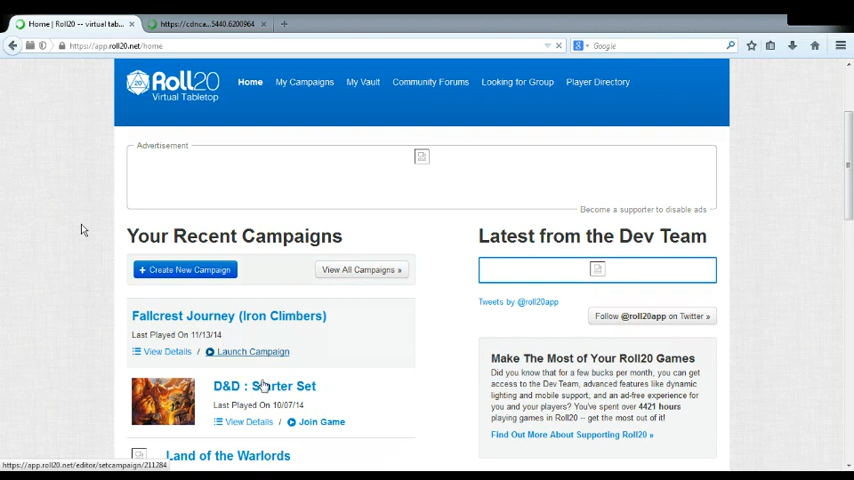 Home | Roll20 -- virtual tab...
https://cdnca...5440.6200964
https://app.roll20.net/home
Google
Roll20
Virtual Tabletop
Home My Campaigns My Vault Community Forums Looking for Group Player Directory
Advertisement
Become a supporter to disable ads
Your Recent Campaigns
+ Create New Campaign
View All Campaigns »
Fallcrest Journey (Iron Climbers)
Last Played On 11/13/14
View Details / Launch Campaign
D&D : Starter Set
Last Played On 10/07/14
View Details / Join Game
Land of the Warlords
Latest from the Dev Team
Tweets by @roll20app
Follow @roll20app on Twitter »
Make The Most of Your Roll20 Games
Did you know that for a few bucks per month, you can get
access to the Dev Team, advanced features like dynamic
lighting and mobile support, and an ad-free experience for
you and your players? You've spent over 4421 hours
playing games in Roll20 -- get the most out of it!
Find Out More About Supporting Roll20 »
https://app.roll20.net/editor/setcampaign/211284